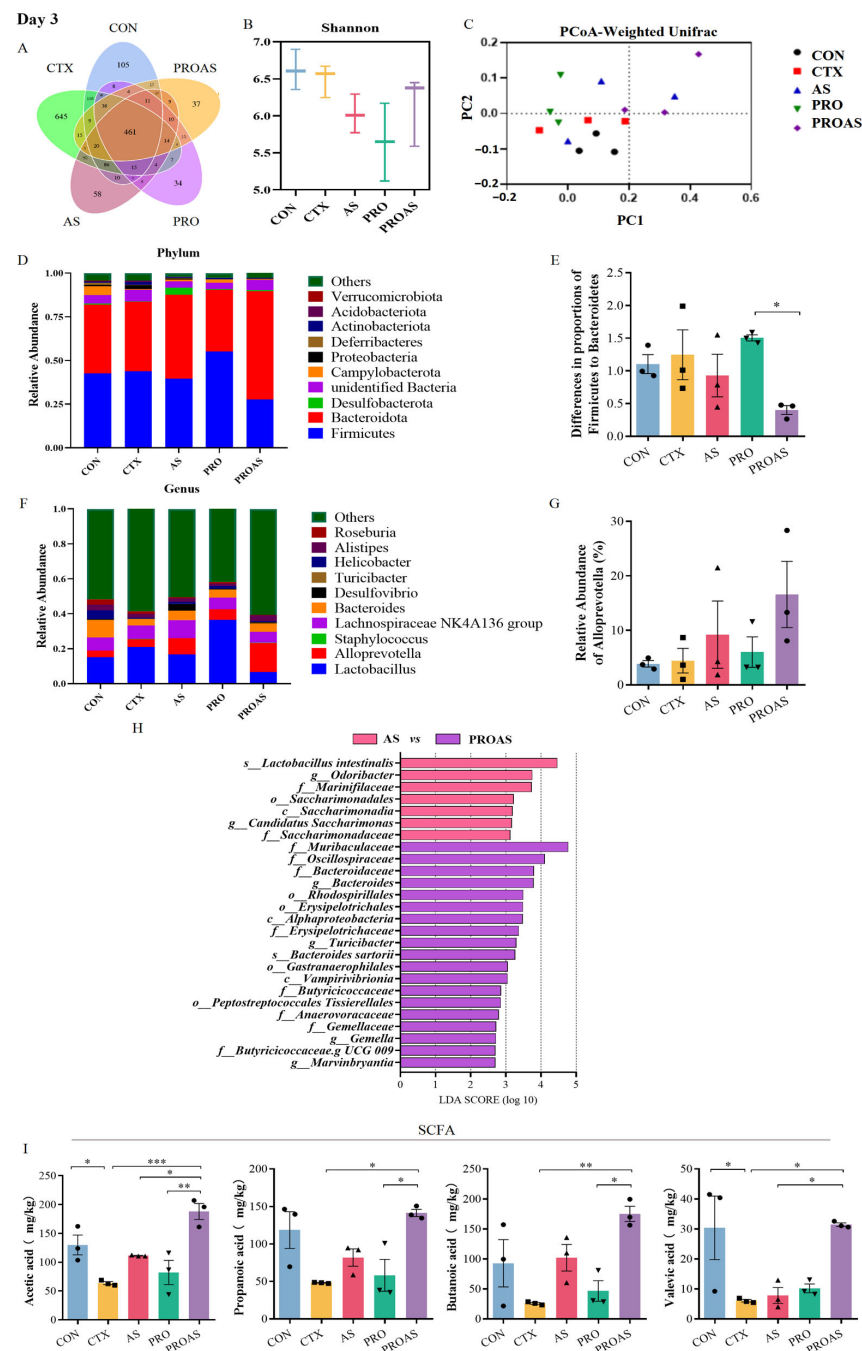 Day 3
A
CON
CTX
PROAS
AS
PRO
105
645
37
461
58
34
B
Shannon
7.0
6.5
6.0
5.5
5.0
CON
CTX
AS
PRO
PROAS
C
PCoA-Weighted Unifrac
PC2
0.2
0.1
0.0
-0.1
-0.2
0.0
0.2
0.4
0.6
PC1
CON
CTX
AS
PRO
PROAS
D
Phylum
Relative Abundance
1.00
0.75
0.50
0.25
0.00
CON
CTX
AS
PRO
PROAS
Others
Verrucomicrobiota
Acidobacteriota
Actinobacteriota
Deferribacteres
Proteobacteria
Campylobacterota
unidentified Bacteria
Desulfobacterota
Bacteroidota
Firmicutes
E
Differences in proportions of
Firmicutes to Bacteroidetes
2.5
2.0
1.5
1.0
0.5
0.0
*
CON
CTX
AS
PRO
PROAS
F
Genus
Relative Abundance
1.0
0.8
0.6
0.4
0.2
0.0
CON
CTX
AS
PRO
PROAS
Others
Roseburia
Alistipes
Helicobacter
Turicibacter
Desulfovibrio
Bacteroides
Lachnospiraceae NK4A136 group
Staphylococcus
Alloprevotella
Lactobacillus
G
Relative Abundance
of Alloprevotella (%)
30
20
10
0
CON
CTX
AS
PRO
PROAS
H
AS vs PROAS
s__Lactobacillus intestinalis
g__Odoribacter
f__Marinifilaceae
o__Saccharimonadales
c__Saccharimonadia
g__Candidatus Saccharimonas
f__Saccharimonadaceae
f__Muribaculaceae
f__Oscillospiraceae
f__Bacteroidaceae
g__Bacteroides
o__Rhodospirillales
o__Erysipelotrichales
c__Alphaproteobacteria
f__Erysipelotrichaceae
g__Turicibacter
s__Bacteroides sartorii
o__Gastranaerophilales
c__Vampirivibrionia
f__Butyricicoccaceae
o__Peptostreptococcales Tissierellales
f__Anaerovoracaceae
f__Gemellaceae
g__Gemella
f__Butyricicoccaceae.g UCG 009
g__Marvinbryantia
0 1 2 3 4 5
LDA SCORE (log 10)
I
SCFA
Acetic acid（ mg/kg）
250
200
150
100
50
0
*
***
*
**
CON
CTX
AS
PRO
PROAS
Propanoic acid（ mg/kg）
200
150
100
50
0
*
*
CON
CTX
AS
PRO
PROAS
Butanoic acid（ mg/kg）
250
200
150
100
50
0
**
*
CON
CTX
AS
PRO
PROAS
Valevic acid（ mg/kg）
50
40
30
20
10
0
*
*
*
CON
CTX
AS
PRO
PROAS